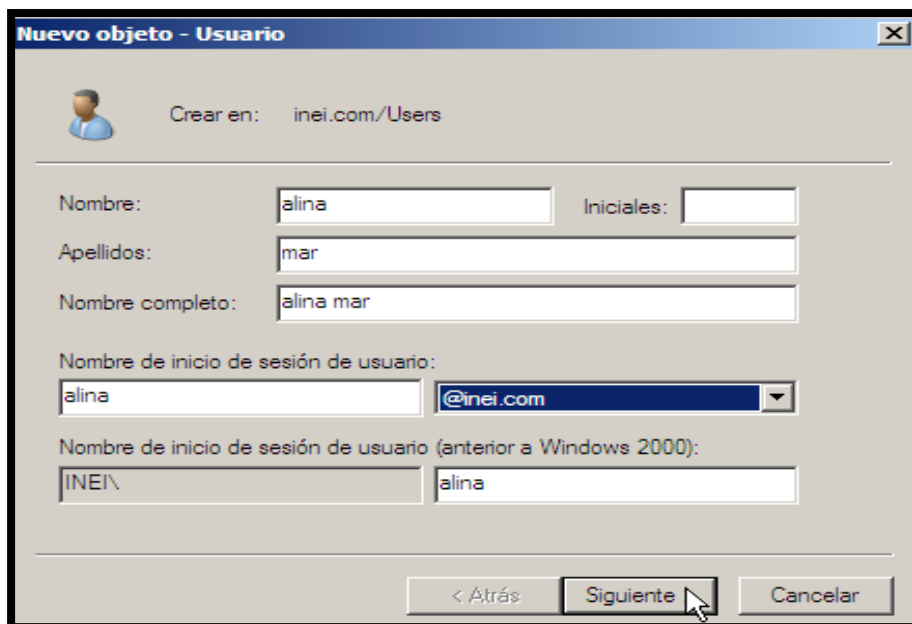 Nuevo objeto - Usuario
Crear en: inei.com/Users
Nombre: alina Iniciales:
Apellidos: mar
Nombre completo: alina mar
Nombre de inicio de sesión de usuario:
alina @inei.com
Nombre de inicio de sesión de usuario (anterior a Windows 2000):
INEI\ alina
< Atrás Siguiente Cancelar